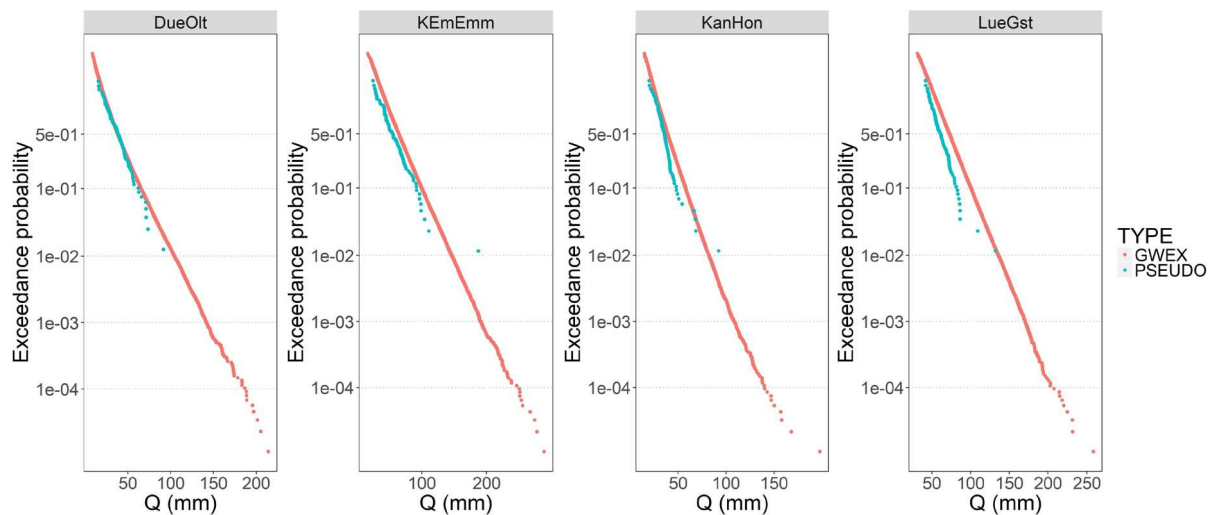 DueOlt
KEmEmm
KanHon
LueGst
Exceedance probability
5e-01
1e-01
1e-02
1e-03
1e-04
50 100 150 200
Q (mm)
Exceedance probability
5e-01
1e-01
1e-02
1e-03
1e-04
100 200
Q (mm)
Exceedance probability
5e-01
1e-01
1e-02
1e-03
1e-04
50 100 150
Q (mm)
Exceedance probability
5e-01
1e-01
1e-02
1e-03
1e-04
50 100 150 200 250
Q (mm)
TYPE
GWEX
PSEUDO